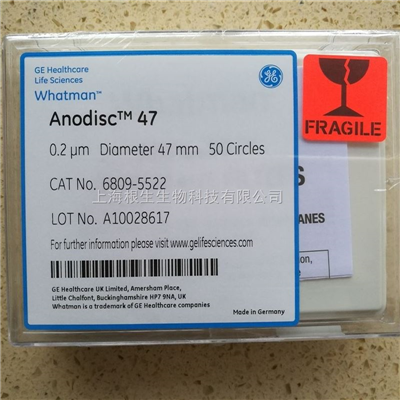 GE Healthcare
Life Sciences
Whatman™
Anodisc™ 47
0.2 µm Diameter 47 mm 50 Circles
CAT No. 6809-5522
LOT No. A10028617
For further information please visit www.gelifesciences.com
GE Healthcare UK Limited, Amersham Place,
Little Chalfont, Buckinghamshire HP7 9NA, UK
Whatman is a trademark of GE Healthcare companies
Made in Germany
FRAGILE
上海根生生物科技有限公司